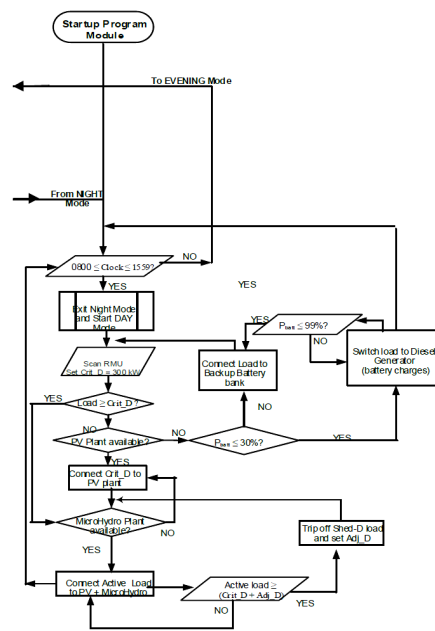 Startup Program
Module
To EVENING Mode
From NIGHT
Mode
0800 ≤ Clock ≤ 1559?
NO
YES
YES
Exit Night Mode
and Start DAY
Mode
YES
Pbatt ≤ 99%?
NO
Switch load to Diesel
Generator
(battery charges)
Connect Load to
Backup Battery
bank
Scan RMU
Set Crit_D = 300 kW
YES
Load ≥ Crit_D ?
NO
NO
PV Plant available?
NO
Pbatt ≤ 30%?
YES
YES
Connect Crit_D to
PV plant
MicroHydro Plant
available?
NO
YES
Trip off Shed-D load
and set Adj_D
Connect Active Load
to PV + MicroHydro
Active load ≥
(Crit_D + Adj_D)
YES
NO